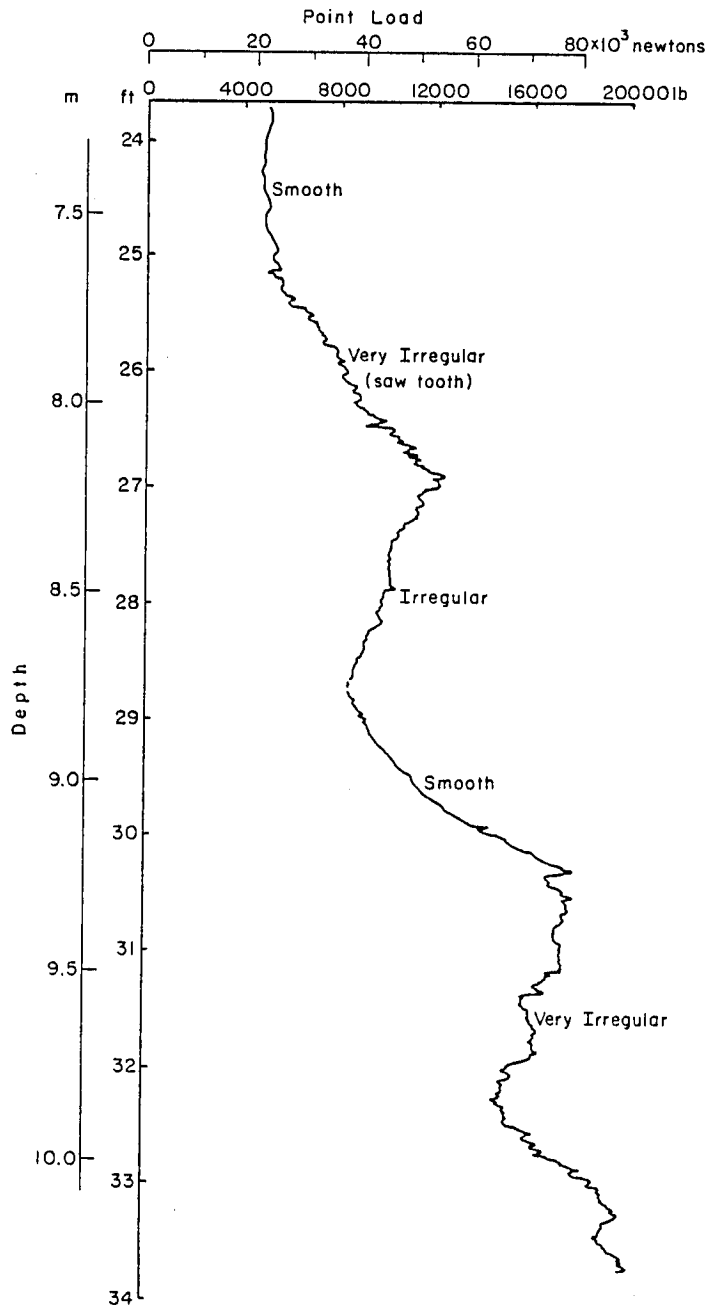 Point Load
0 20 40 60 80×10³ newtons
m ft 0 4000 8000 12000 16000 20000 lb
24
Smooth
7.5
25
Very Irregular
(saw tooth)
26
8.0
27
8.5
Irregular
28
Depth
29
9.0
Smooth
30
31
9.5
Very Irregular
32
10.0
33
34